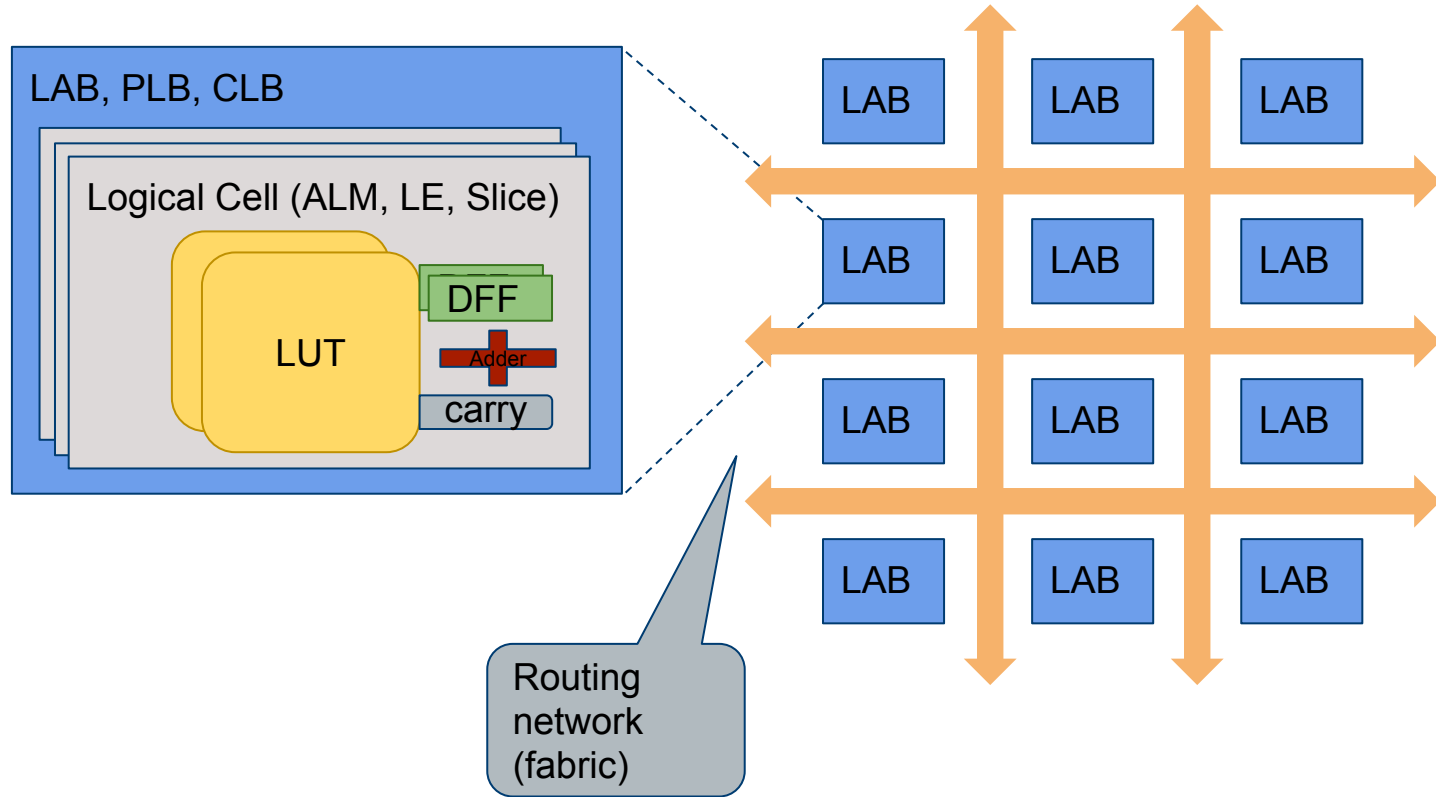 LAB, PLB, CLB
Logical Cell (ALM, LE, Slice)
LUT
DFF
Adder
carry
LAB LAB LAB
LAB LAB LAB
LAB LAB LAB
LAB LAB LAB
Routing
network
(fabric)